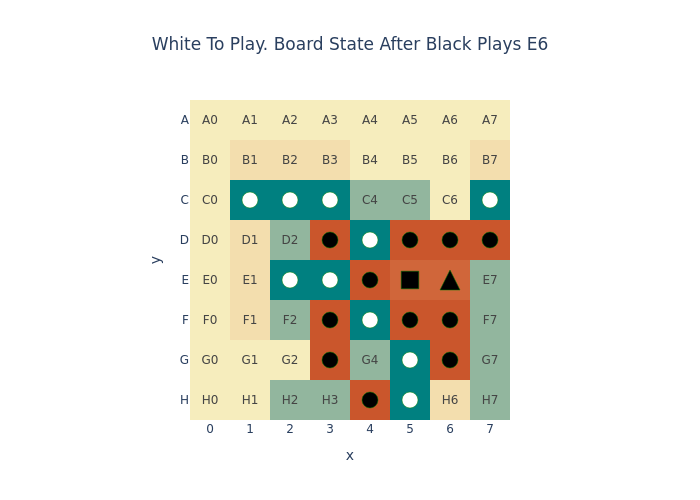 White To Play. Board State After Black Plays E6
A A0 A1 A2 A3 A4 A5 A6 A7
B B0 B1 B2 B3 B4 B5 B6 B7
C C0 C4 C5 C6
D D0 D1 D2
y
E E0 E1 E7
F F0 F1 F2 F7
G G0 G1 G2 G4 G7
H H0 H1 H2 H3 H6 H7
0 1 2 3 4 5 6 7
x